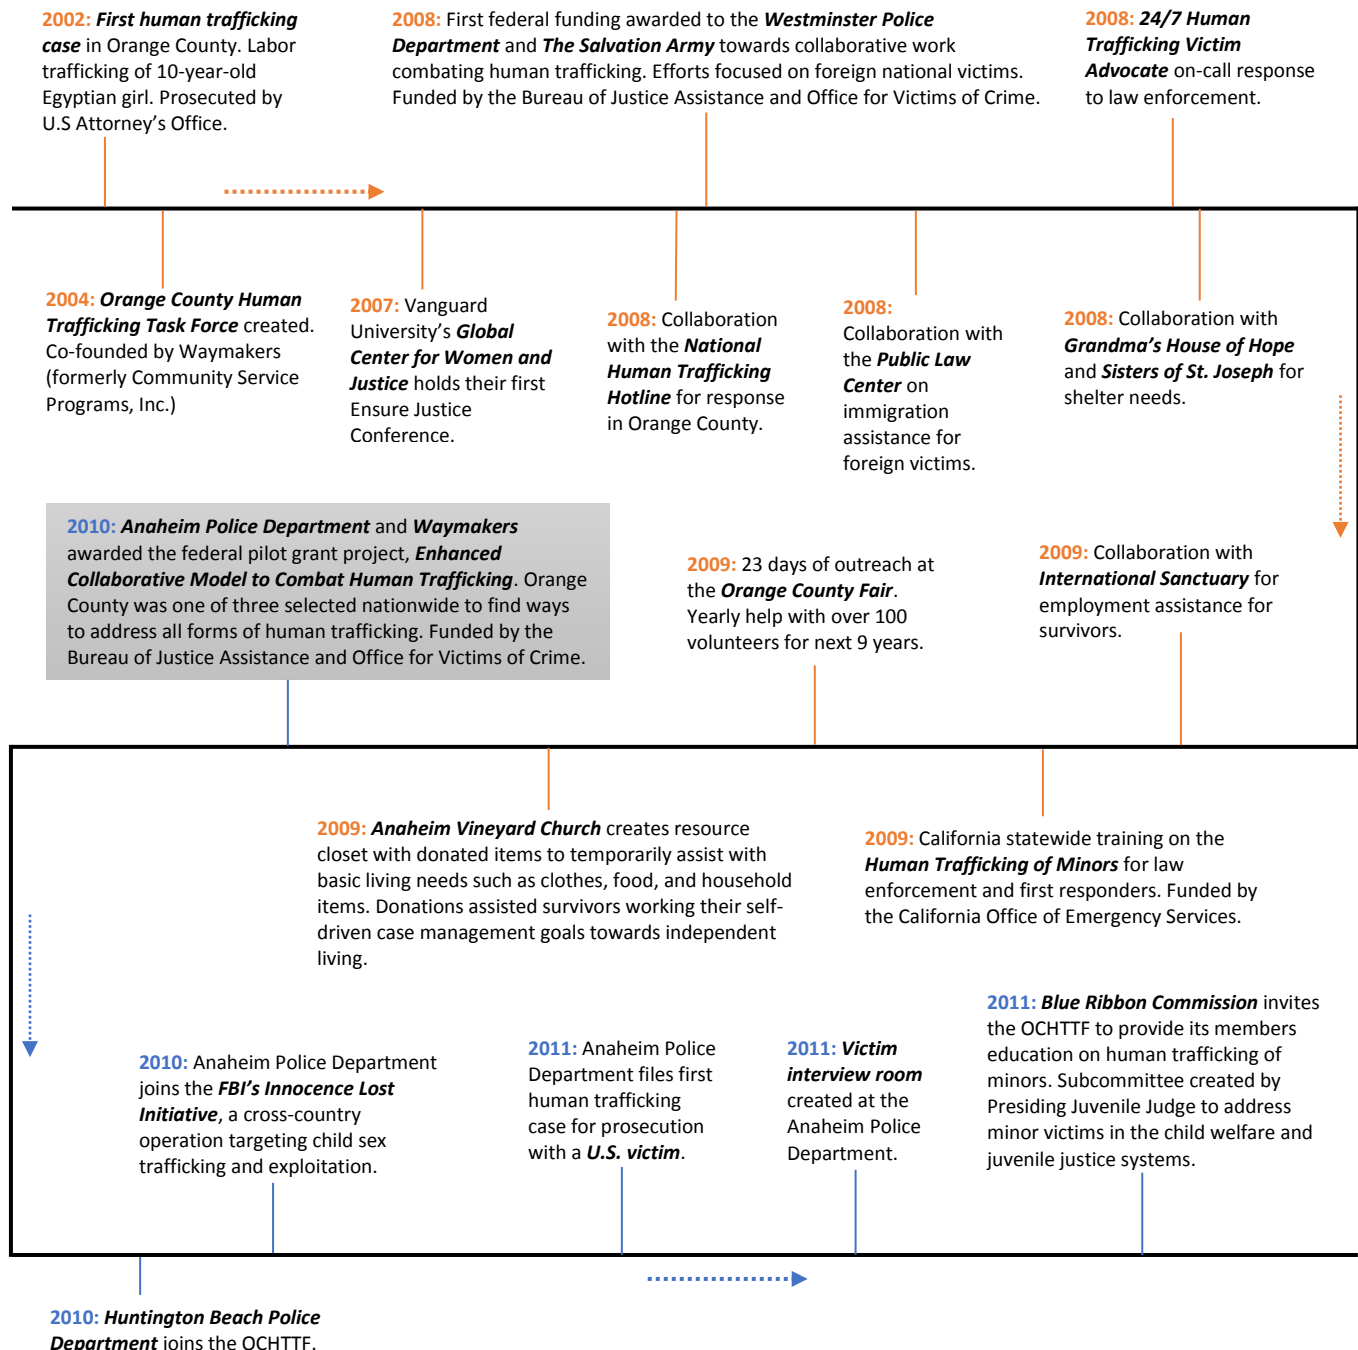 2002: First human trafficking
case in Orange County. Labor
trafficking of 10-year-old
Egyptian girl. Prosecuted by
U.S Attorney's Office.
2008: First federal funding awarded to the Westminster Police
Department and The Salvation Army towards collaborative work
combating human trafficking. Efforts focused on foreign national victims.
Funded by the Bureau of Justice Assistance and Office for Victims of Crime.
2008: 24/7 Human
Trafficking Victim
Advocate on-call response
to law enforcement.
2004: Orange County Human
Trafficking Task Force created.
Co-founded by Waymakers
(formerly Community Service
Programs, Inc.)
2007: Vanguard
University's Global
Center for Women and
Justice holds their first
Ensure Justice
Conference.
2008: Collaboration
with the National
Human Trafficking
Hotline for response
in Orange County.
2008:
Collaboration with
the Public Law
Center on
immigration
assistance for
foreign victims.
2008: Collaboration with
Grandma's House of Hope
and Sisters of St. Joseph for
shelter needs.
2009: Collaboration with
International Sanctuary for
employment assistance for
survivors.
2009: 23 days of outreach at
the Orange County Fair.
Yearly help with over 100
volunteers for next 9 years.
2010: Anaheim Police Department and Waymakers
awarded the federal pilot grant project, Enhanced
Collaborative Model to Combat Human Trafficking. Orange
County was one of three selected nationwide to find ways
to address all forms of human trafficking. Funded by the
Bureau of Justice Assistance and Office for Victims of Crime.
2009: Anaheim Vineyard Church creates resource
closet with donated items to temporarily assist with
basic living needs such as clothes, food, and household
items. Donations assisted survivors working their self-
driven case management goals towards independent
living.
2009: California statewide training on the
Human Trafficking of Minors for law
enforcement and first responders. Funded by
the California Office of Emergency Services.
2010: Anaheim Police Department
joins the FBI's Innocence Lost
Initiative, a cross-country
operation targeting child sex
trafficking and exploitation.
2011: Anaheim Police
Department files first
human trafficking
case for prosecution
with a U.S. victim.
2011: Victim
interview room
created at the
Anaheim Police
Department.
2011: Blue Ribbon Commission invites
the OCHTTF to provide its members
education on human trafficking of
minors. Subcommittee created by
Presiding Juvenile Judge to address
minor victims in the child welfare and
juvenile justice systems.
2010: Huntington Beach Police
Department joins the OCHTTF.